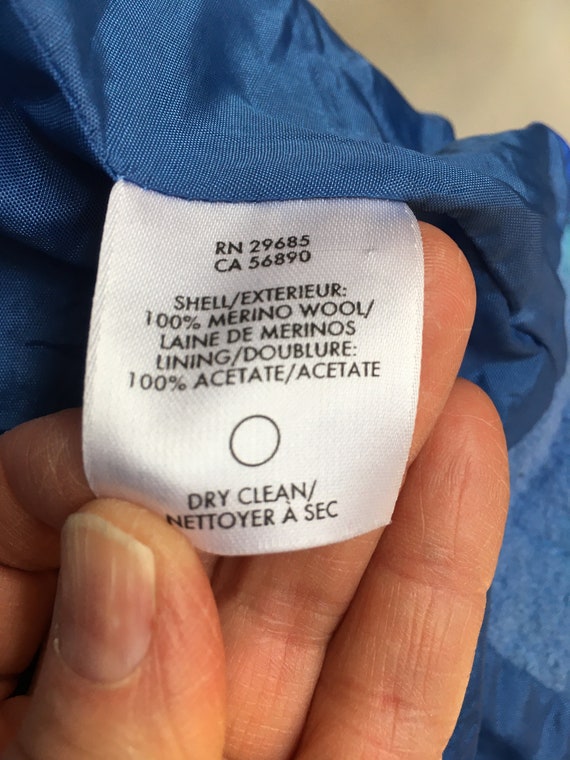 RN 29685
CA 56890
SHELL/EXTERIEUR:
100% MERINO WOOL/
LAINE DE MERINOS
LINING/DOUBLURE:
100% ACETATE/ACETATE
DRY CLEAN/
NETTOYER À SEC